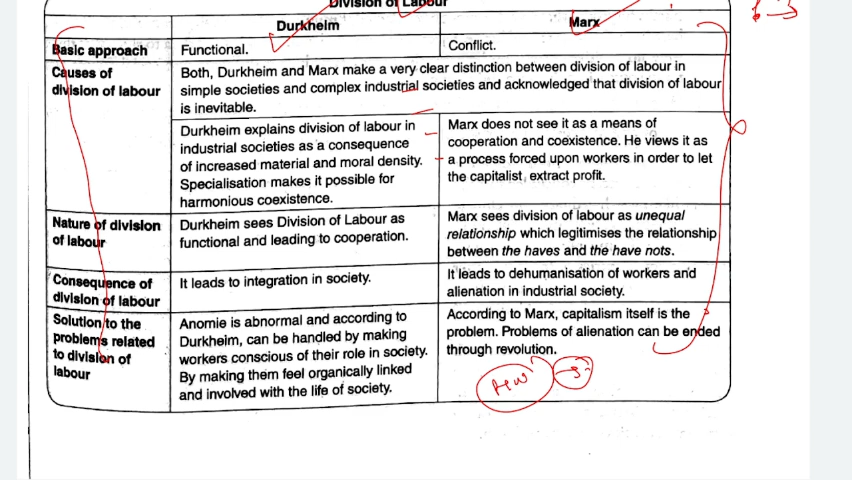 Division of Labour
Durkheim
Marx
Basic approach
Functional.
Conflict.
Causes of
division of labour
Both, Durkheim and Marx make a very clear distinction between division of labour in
simple societies and complex industrial societies and acknowledged that division of labour
is inevitable.
Durkheim explains division of labour in
industrial societies as a consequence
of increased material and moral density.
Specialisation makes it possible for
harmonious coexistence.
Marx does not see it as a means of
cooperation and coexistence. He views it as
a process forced upon workers in order to let
the capitalist, extract profit.
Nature of division
of labour
Durkheim sees Division of Labour as
functional and leading to cooperation.
Marx sees division of labour as unequal
relationship which legitimises the relationship
between the haves and the have nots.
Consequence of
division of labour
It leads to integration in society.
It leads to dehumanisation of workers and
alienation in industrial society.
Solution to the
problems related
to division of
labour
Anomie is abnormal and according to
Durkheim, can be handled by making
workers conscious of their role in society.
By making them feel organically linked
and involved with the life of society.
According to Marx, capitalism itself is the
problem. Problems of alienation can be ended
through revolution.
HW